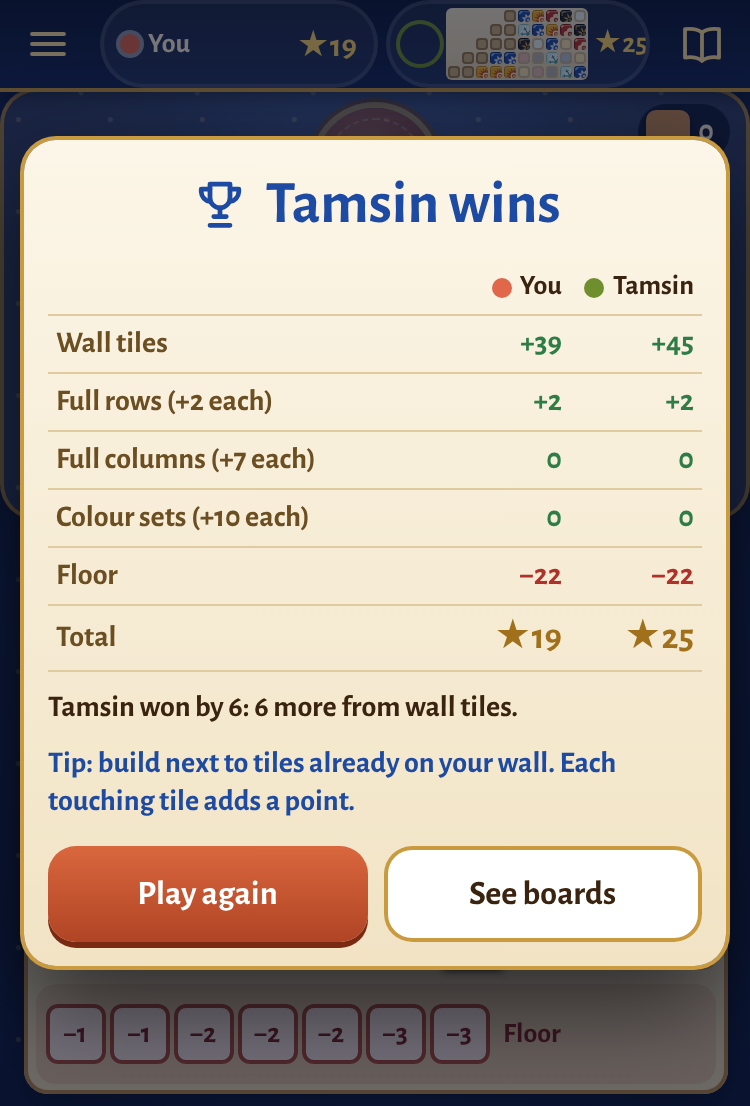 You ★19 ★25
0
Tamsin wins
You Tamsin
Wall tiles +39 +45
Full rows (+2 each) +2 +2
Full columns (+7 each) 0 0
Colour sets (+10 each) 0 0
Floor −22 −22
Total ★19 ★25
Tamsin won by 6: 6 more from wall tiles.
Tip: build next to tiles already on your wall. Each
touching tile adds a point.
Play again See boards
−1 −1 −2 −2 −2 −3 −3 Floor